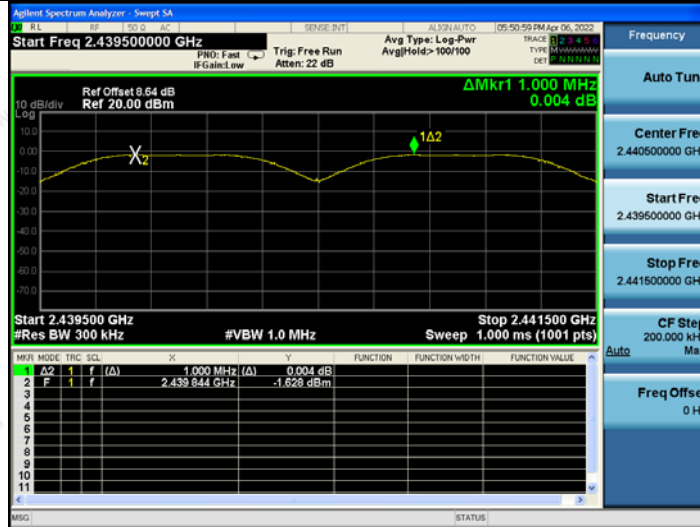 Agilent Spectrum Analyzer - Swept SA
RL RF 50 Ω AC SENSE:INT ALIGNAUTO 05:50:59 PM Apr 06, 2022
Start Freq 2.439500000 GHz
PNO: Fast
IFGain:Low
Trig: Free Run
Atten: 22 dB
Avg Type: Log-Pwr
Avg|Hold:> 100/100
TRACE 1 2 3 4 5 6
TYPE
DET P N N N N N
Ref Offset 8.64 dB
Ref 20.00 dBm
10 dB/div
Log
ΔMkr1 1.000 MHz
0.004 dB
10.0
0.00
-10.0
-20.0
-30.0
-40.0
-50.0
-60.0
-70.0
X2
1Δ2
Start 2.439500 GHz
Stop 2.441500 GHz
#Res BW 300 kHz
#VBW 1.0 MHz
Sweep 1.000 ms (1001 pts)
MKR MODE TRC SCL X Y FUNCTION FUNCTION WIDTH FUNCTION VALUE
1 Δ2 1 f (Δ) 1.000 MHz (Δ) 0.004 dB
2 F 1 f 2.439 844 GHz -1.628 dBm
3
4
5
6
7
8
9
10
11
MSG
STATUS
Frequency
Auto Tun
Center Fre
2.440500000 GH
Start Fre
2.439500000 GH
Stop Fre
2.441500000 GH
CF Step
200.000 kH
Auto Ma
Freq Offse
0 H